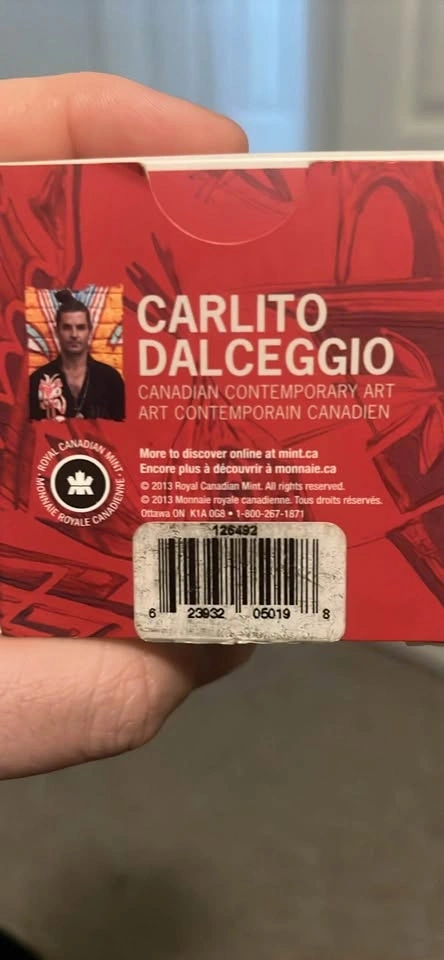 CARLITO
DALCEGGIO
CANADIAN CONTEMPORARY ART
ART CONTEMPORAIN CANADIEN
ROYAL CANADIAN MINT
MONNAIE ROYALE CANADIENNE
More to discover online at mint.ca
Encore plus à découvrir à monnaie.ca
© 2013 Royal Canadian Mint. All rights reserved.
© 2013 Monnaie royale canadienne. Tous droits réservés.
Ottawa ON K1A 0G8 • 1-800-267-1871
126492
6 23932 05019 8